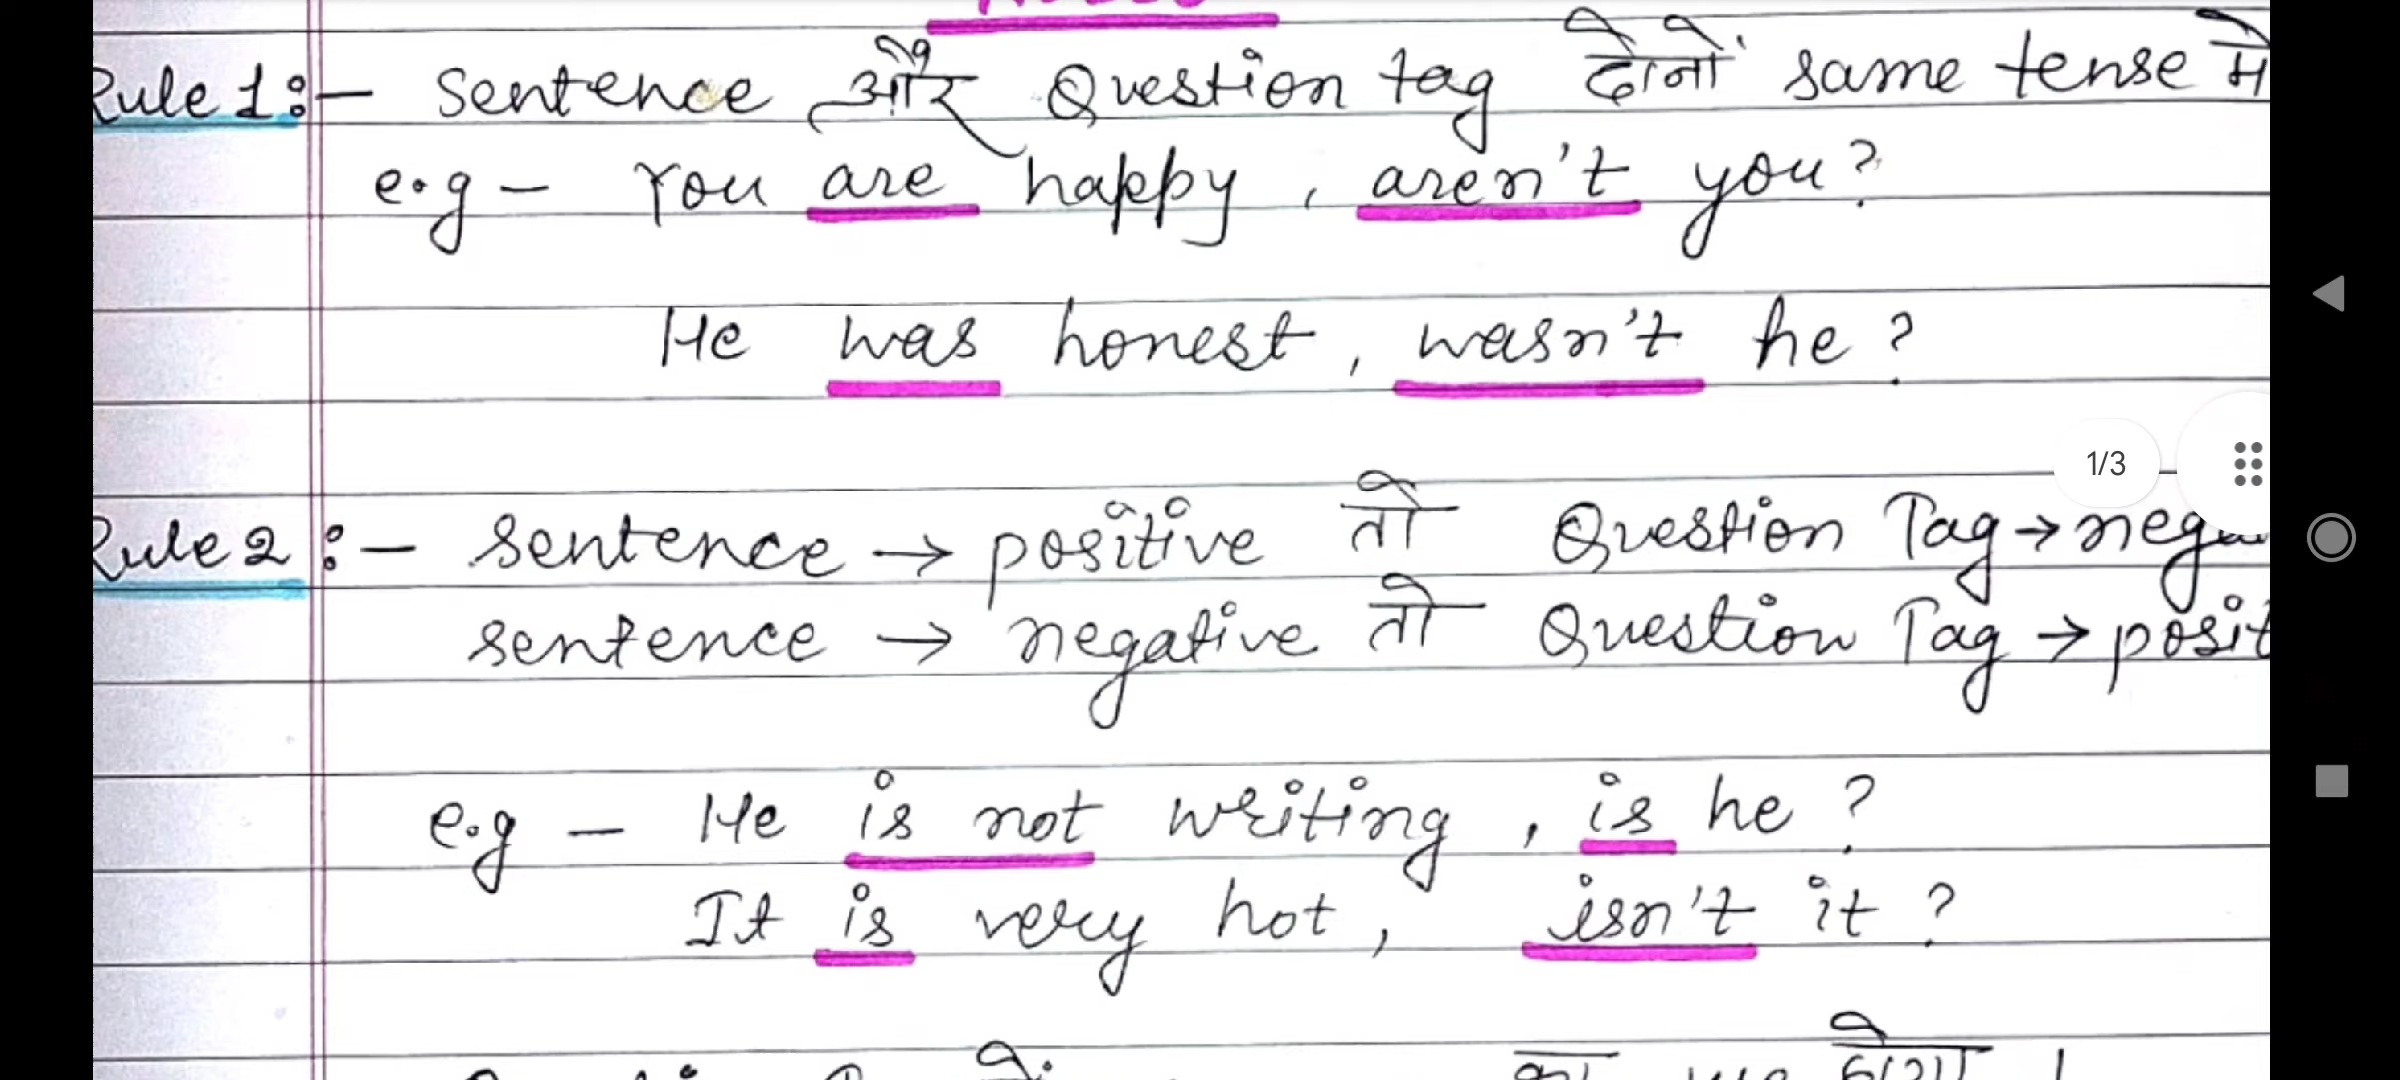 Rule 1:- Sentence और Question tag दोनों same tense में
e.g - You are happy, aren't you?
He was honest, wasn't he?
1/3
Rule 2:- Sentence → positive तो Question Tag → neg
sentence → negative तो Question Tag → posit
e.g - He is not writing, is he?
It is very hot, isn't it?